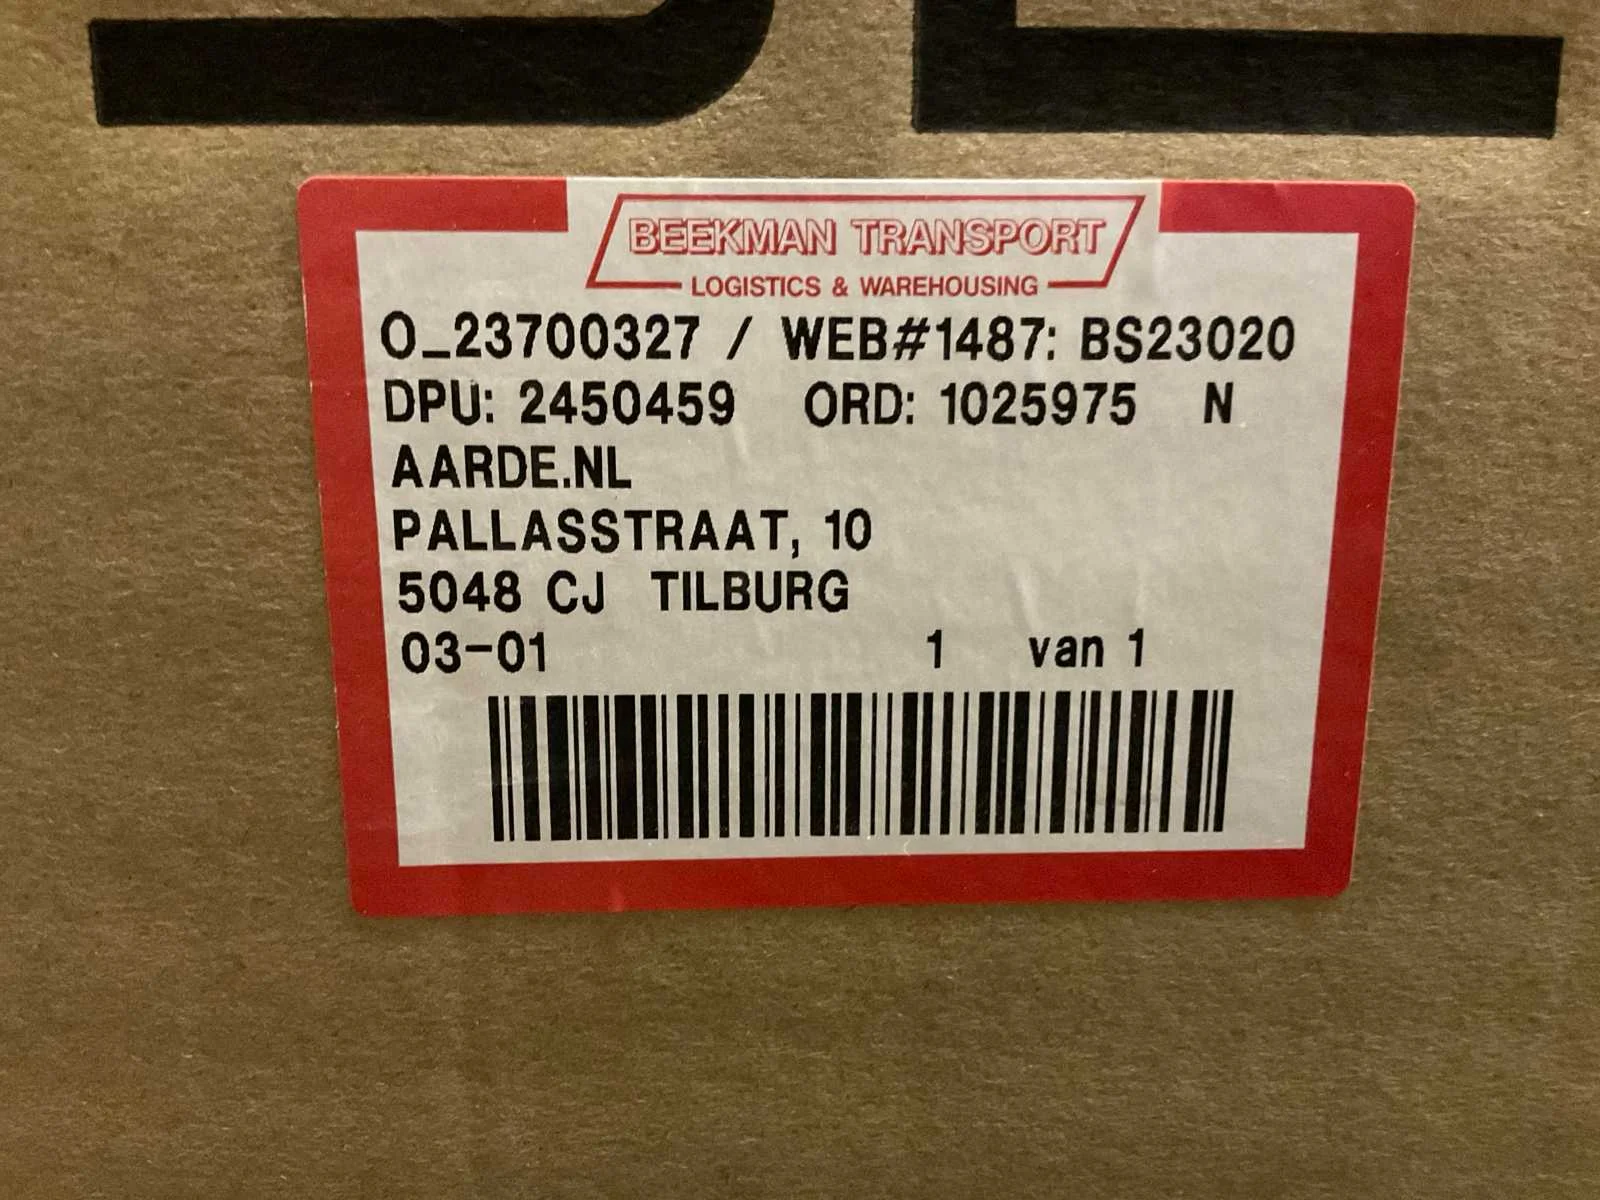 BEEKMAN TRANSPORT
LOGISTICS & WAREHOUSING
O_23700327 / WEB#1487: BS23020
DPU: 2450459 ORD: 1025975 N
AARDE.NL
PALLASSTRAAT, 10
5048 CJ TILBURG
03-01 1 van 1